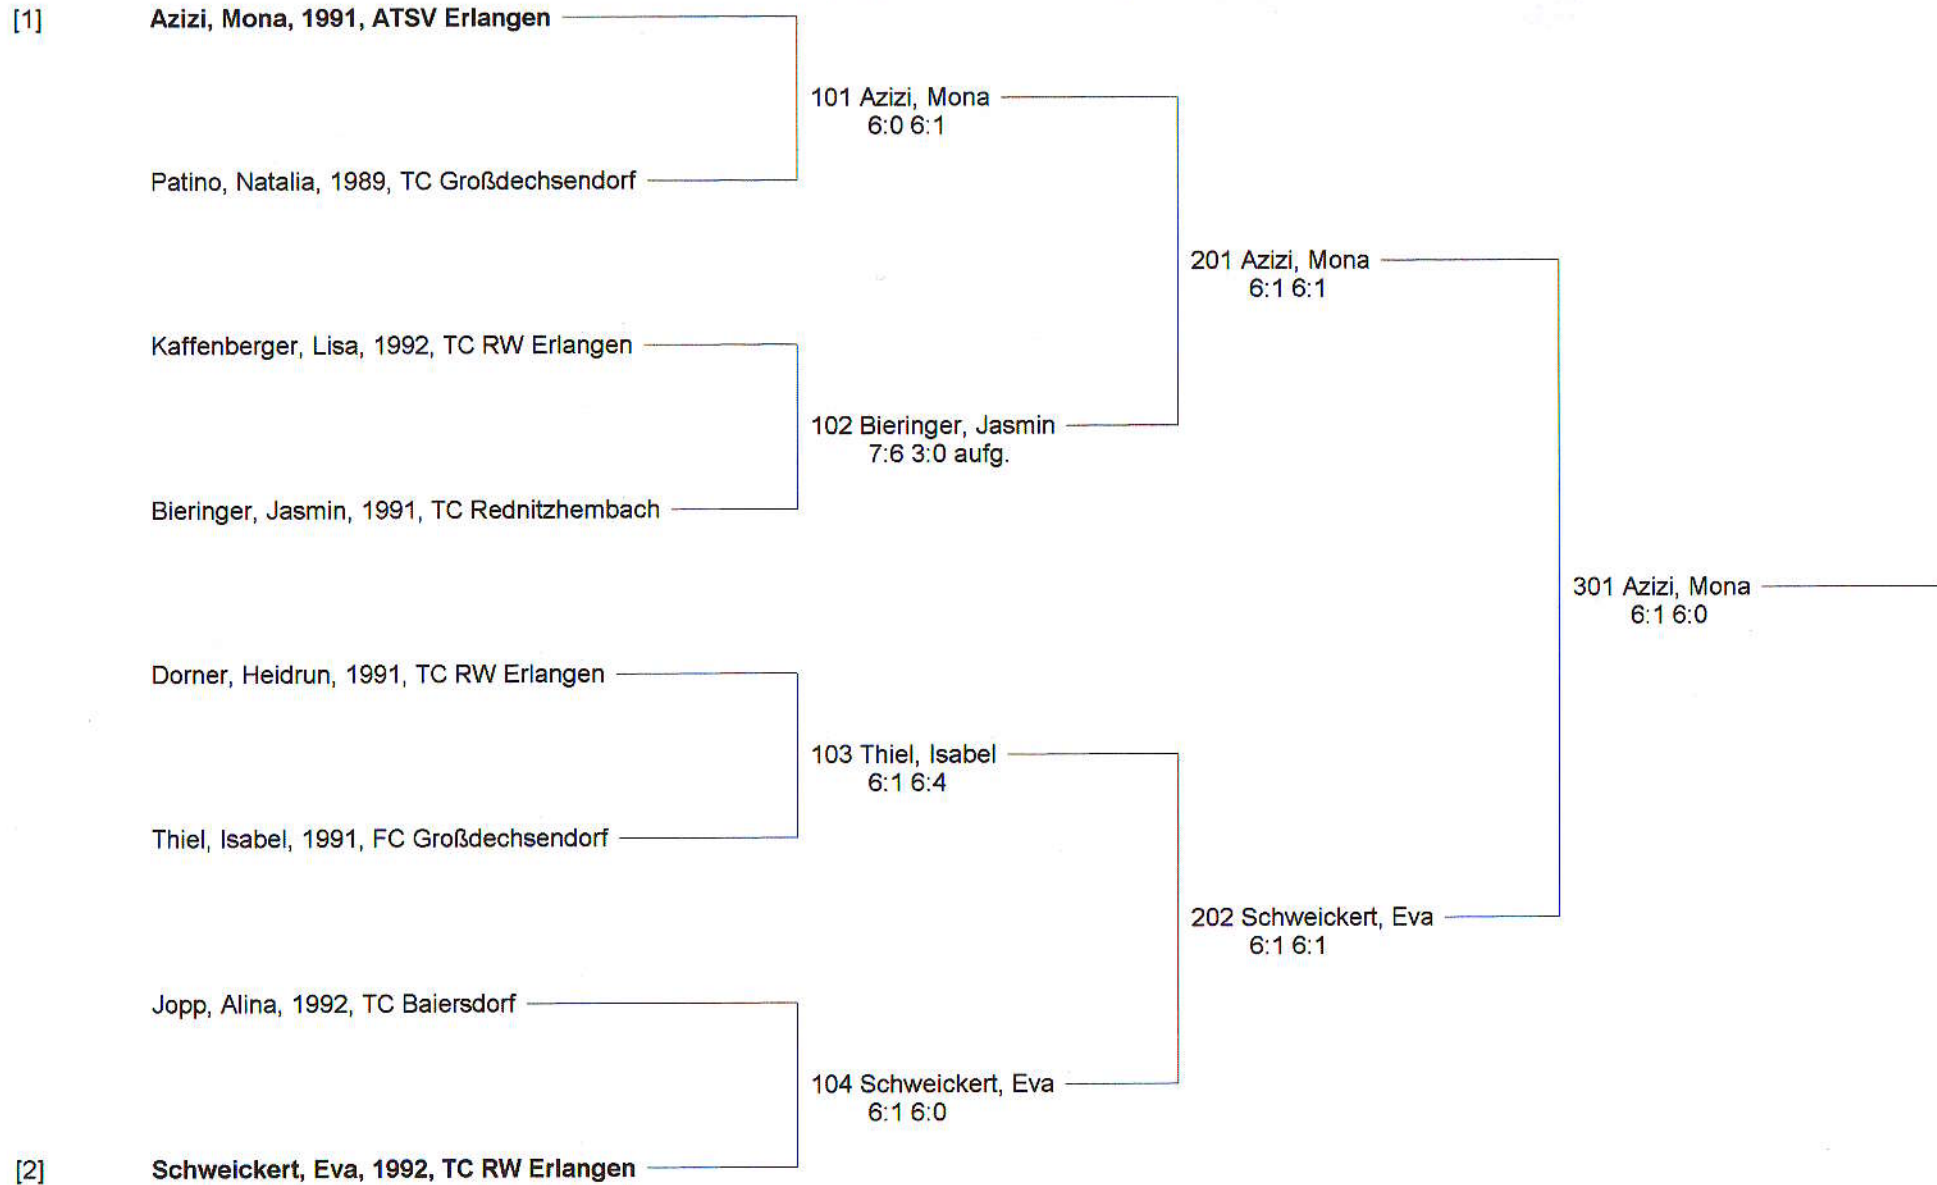 [1] Azizi, Mona, 1991, ATSV Erlangen
101 Azizi, Mona
6:0 6:1
Patino, Natalia, 1989, TC Großdechsendorf
201 Azizi, Mona
6:1 6:1
Kaffenberger, Lisa, 1992, TC RW Erlangen
102 Bieringer, Jasmin
7:6 3:0 aufg.
Bieringer, Jasmin, 1991, TC Rednitzhembach
301 Azizi, Mona
6:1 6:0
Dorner, Heidrun, 1991, TC RW Erlangen
103 Thiel, Isabel
6:1 6:4
Thiel, Isabel, 1991, FC Großdechsendorf
202 Schweickert, Eva
6:1 6:1
Jopp, Alina, 1992, TC Baiersdorf
104 Schweickert, Eva
6:1 6:0
[2] Schweickert, Eva, 1992, TC RW Erlangen